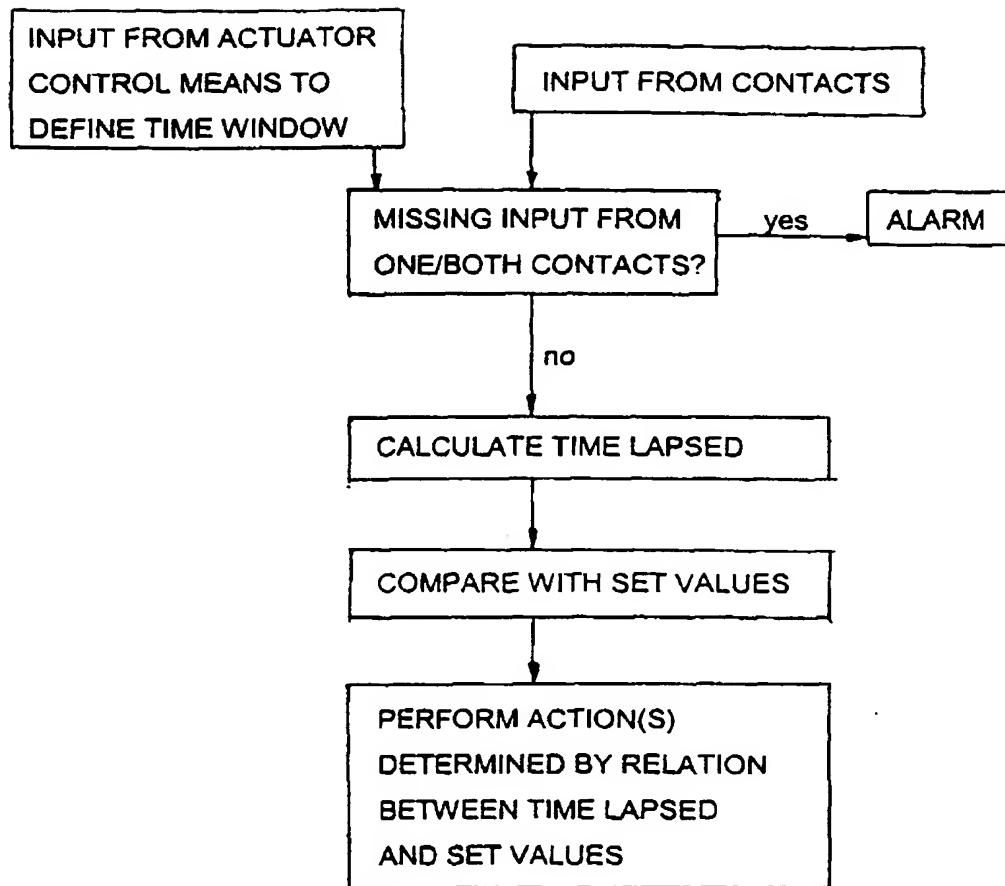 INPUT FROM ACTUATOR
CONTROL MEANS TO
DEFINE TIME WINDOW
INPUT FROM CONTACTS
MISSING INPUT FROM
ONE/BOTH CONTACTS?
yes
ALARM
no
CALCULATE TIME LAPSED
COMPARE WITH SET VALUES
PERFORM ACTION(S)
DETERMINED BY RELATION
BETWEEN TIME LAPSED
AND SET VALUES